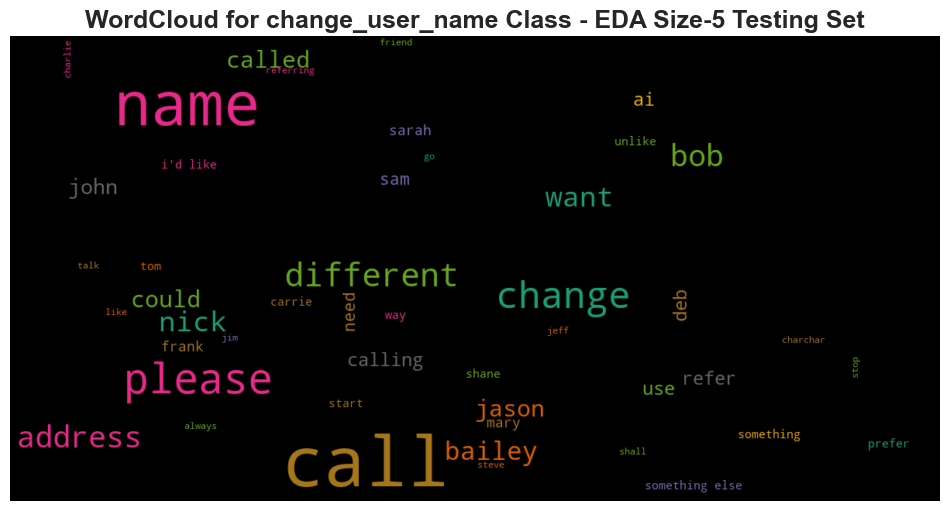 WordCloud for change_user_name Class - EDA Size-5 Testing Set
friend
charlie
called
referring
name
ai
sarah
unlike
bob
go
i'd like
sam
john
want
talk
tom
different
change
could
carrie
need
deb
like
way
nick
jeff
jim
frank
charchar
calling
stop
please
shane
refer
use
start
jason
mary
always
address
something
call
bailey
prefer
shall
steve
something else